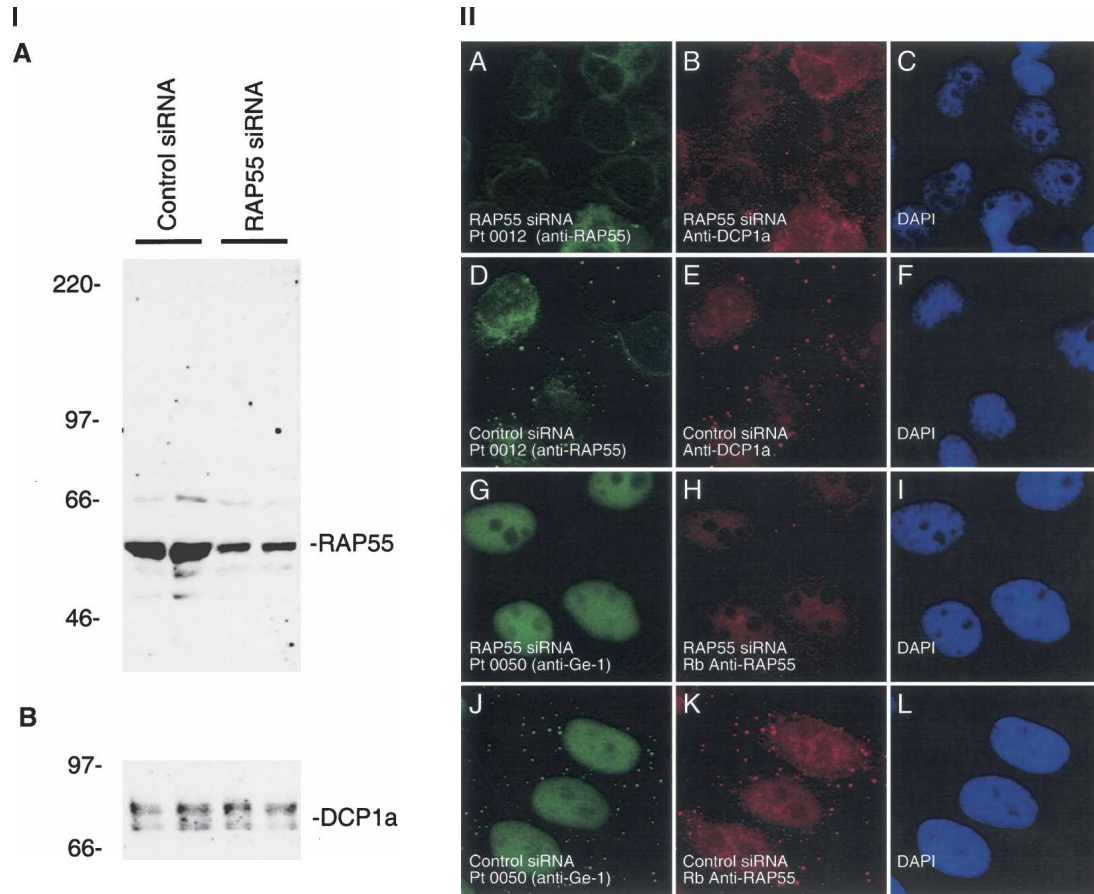 I
A
Control siRNA
RAP55 siRNA
220-
97-
66-
-RAP55
46-
B
97-
-DCP1a
66-
II
A
RAP55 siRNA
Pt 0012 (anti-RAP55)
B
RAP55 siRNA
Anti-DCP1a
C
DAPI
D
Control siRNA
Pt 0012 (anti-RAP55)
E
Control siRNA
Anti-DCP1a
F
DAPI
G
RAP55 siRNA
Pt 0050 (anti-Ge-1)
H
RAP55 siRNA
Rb Anti-RAP55
I
DAPI
J
Control siRNA
Pt 0050 (anti-Ge-1)
K
Control siRNA
Rb Anti-RAP55
L
DAPI